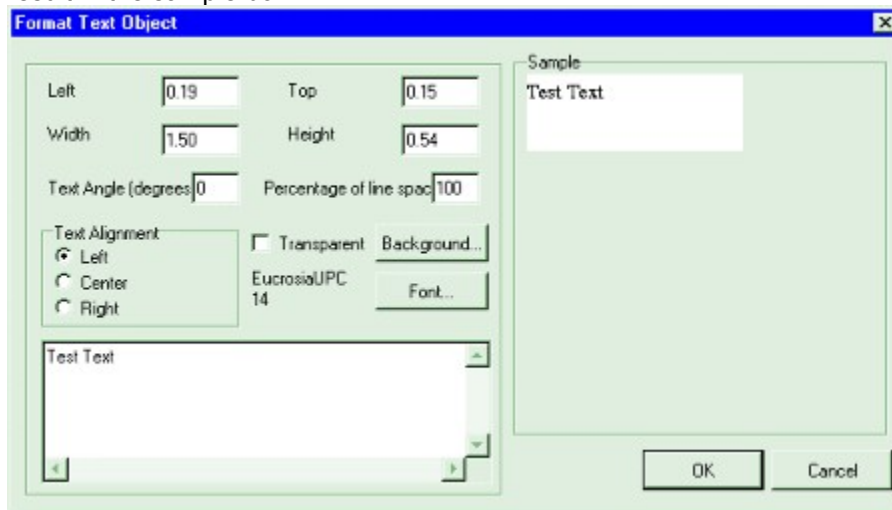 Format Text Object
Left 0.19 Top 0.15
Width 1.50 Height 0.54
Text Angle (degrees 0 Percentage of line spac 100
Text Alignment
Left
Center
Right
Transparent Background...
EucrosiaUPC
14
Font...
Test Text
Sample
Test Text
OK Cancel